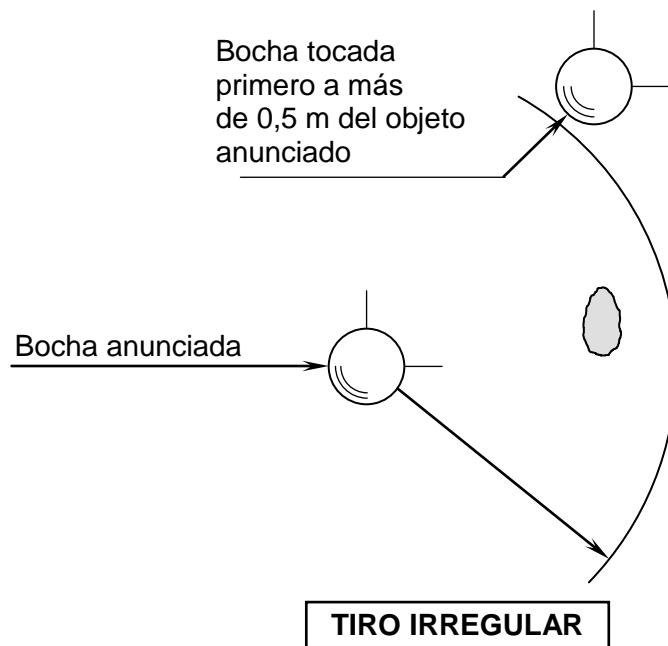 Bocha tocada
primero a más
de 0,5 m del objeto
anunciado
Bocha anunciada
TIRO IRREGULAR